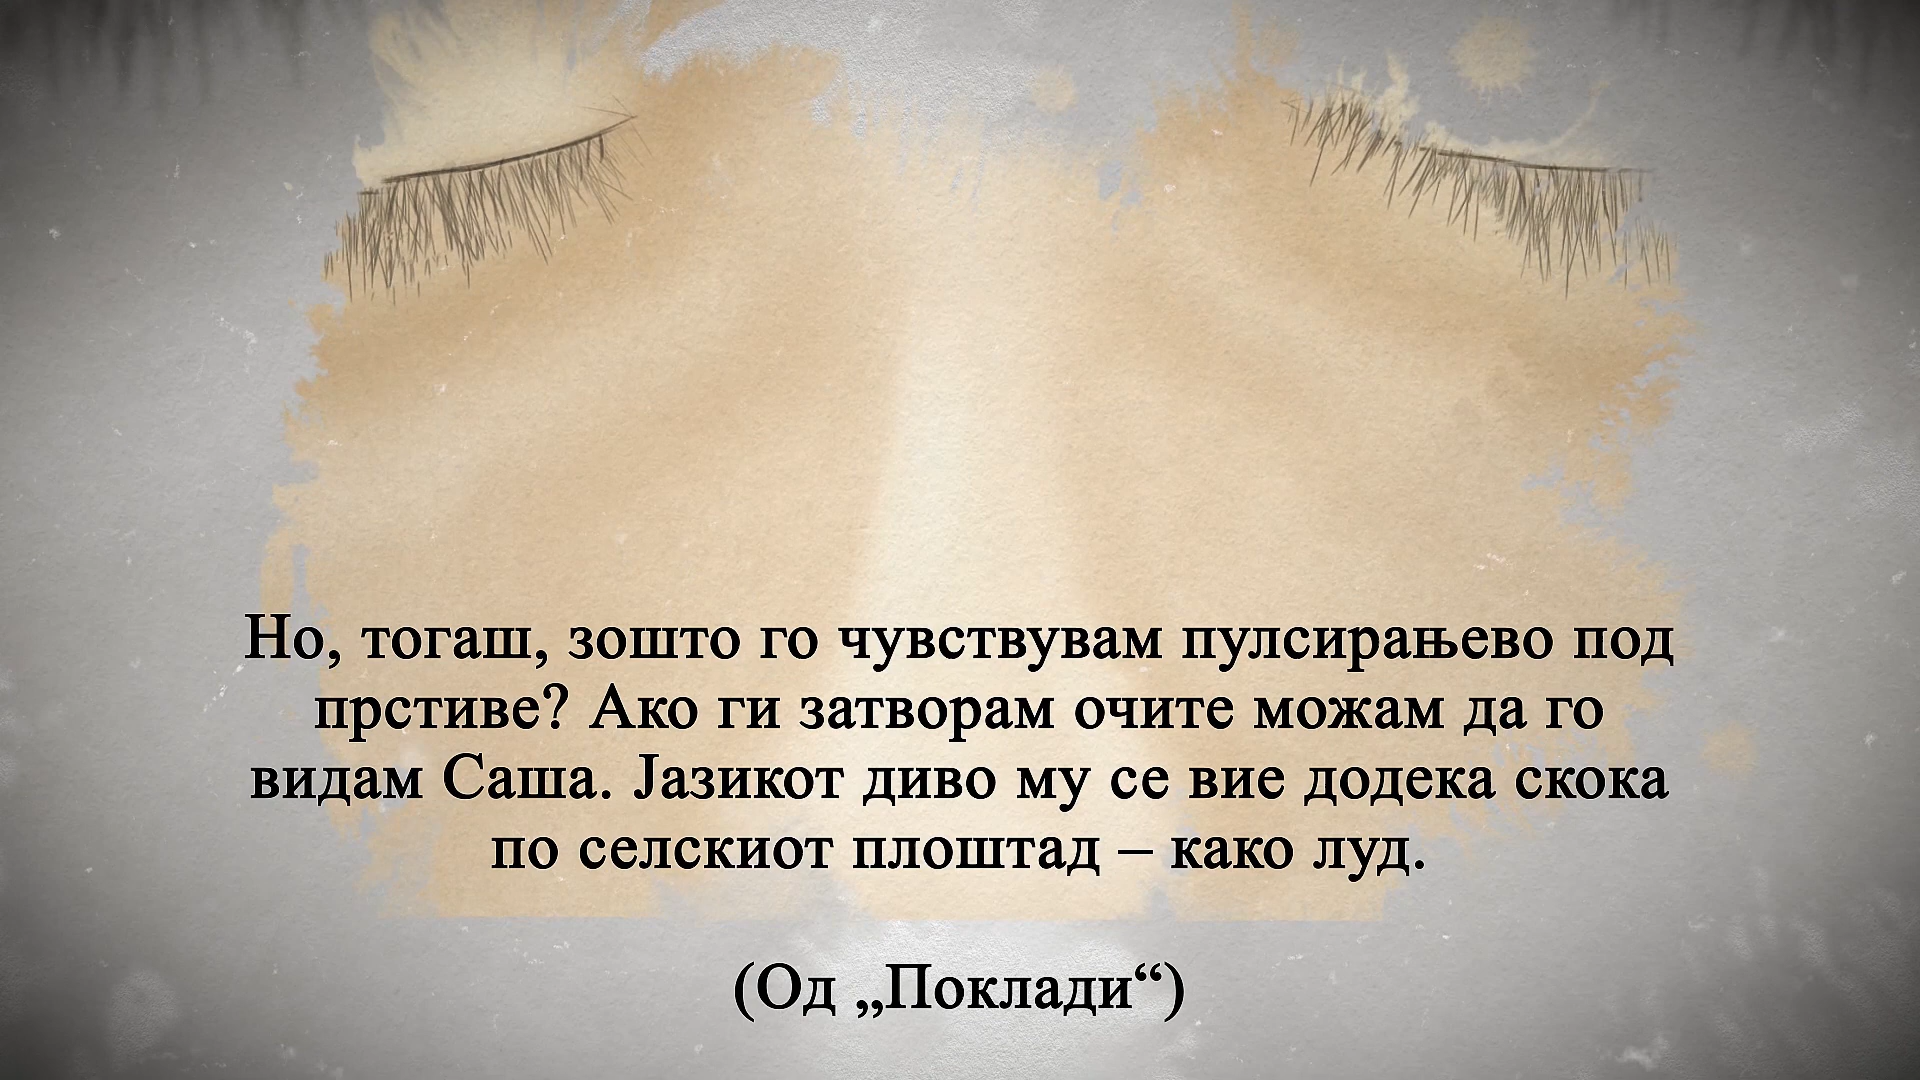 Но, тогаш, зошто го чувствувам пулсирањево под
прстиве? Ако ги затворам очите можам да го
видам Саша. Јазикот диво му се вие додека скока
по селскиот плоштад – како луд.
(Од „Поклади“)